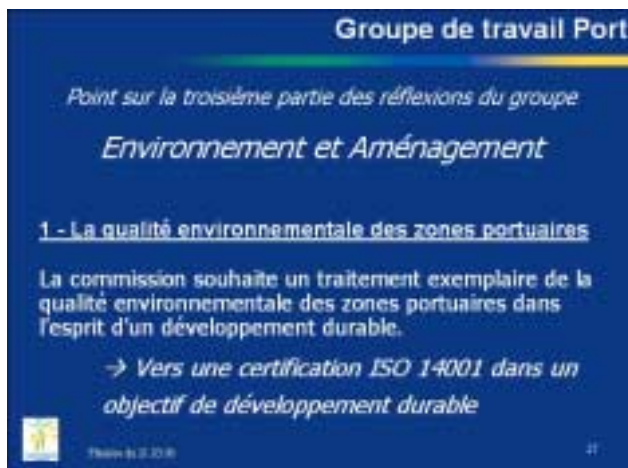 Groupe de travail Port
Point sur la troisième partie des réflexions du groupe
Environnement et Aménagement
1 - La qualité environnementale des zones portuaires
La commission souhaite un traitement exemplaire de la
qualité environnementale des zones portuaires dans
l'esprit d'un développement durable.
→ Vers une certification ISO 14001 dans un
objectif de développement durable